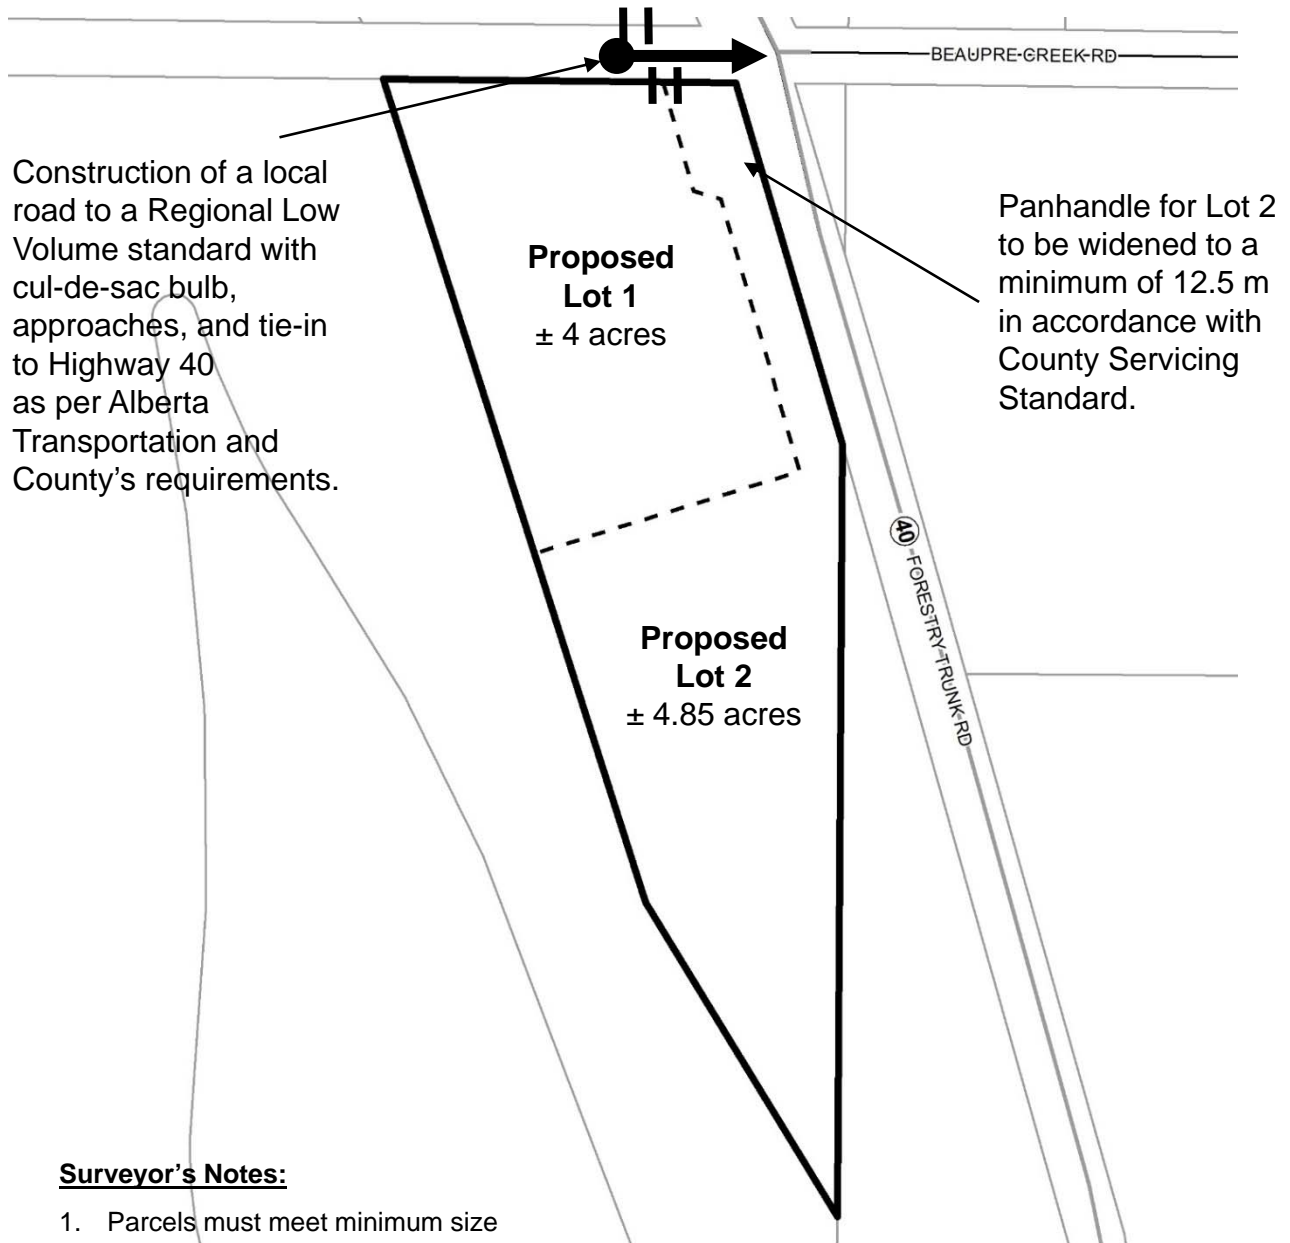 BEAUPRE CREEK RD
Construction of a local
road to a Regional Low
Volume standard with
cul-de-sac bulb,
approaches, and tie-in
to Highway 40
as per Alberta
Transportation and
County’s requirements.
Panhandle for Lot 2
to be widened to a
minimum of 12.5 m
in accordance with
County Servicing
Standard.
Proposed
Lot 1
± 4 acres
40
FORESTRY TRUNK RD
Proposed
Lot 2
± 4.85 acres
Surveyor’s Notes:
1. Parcels must meet minimum size